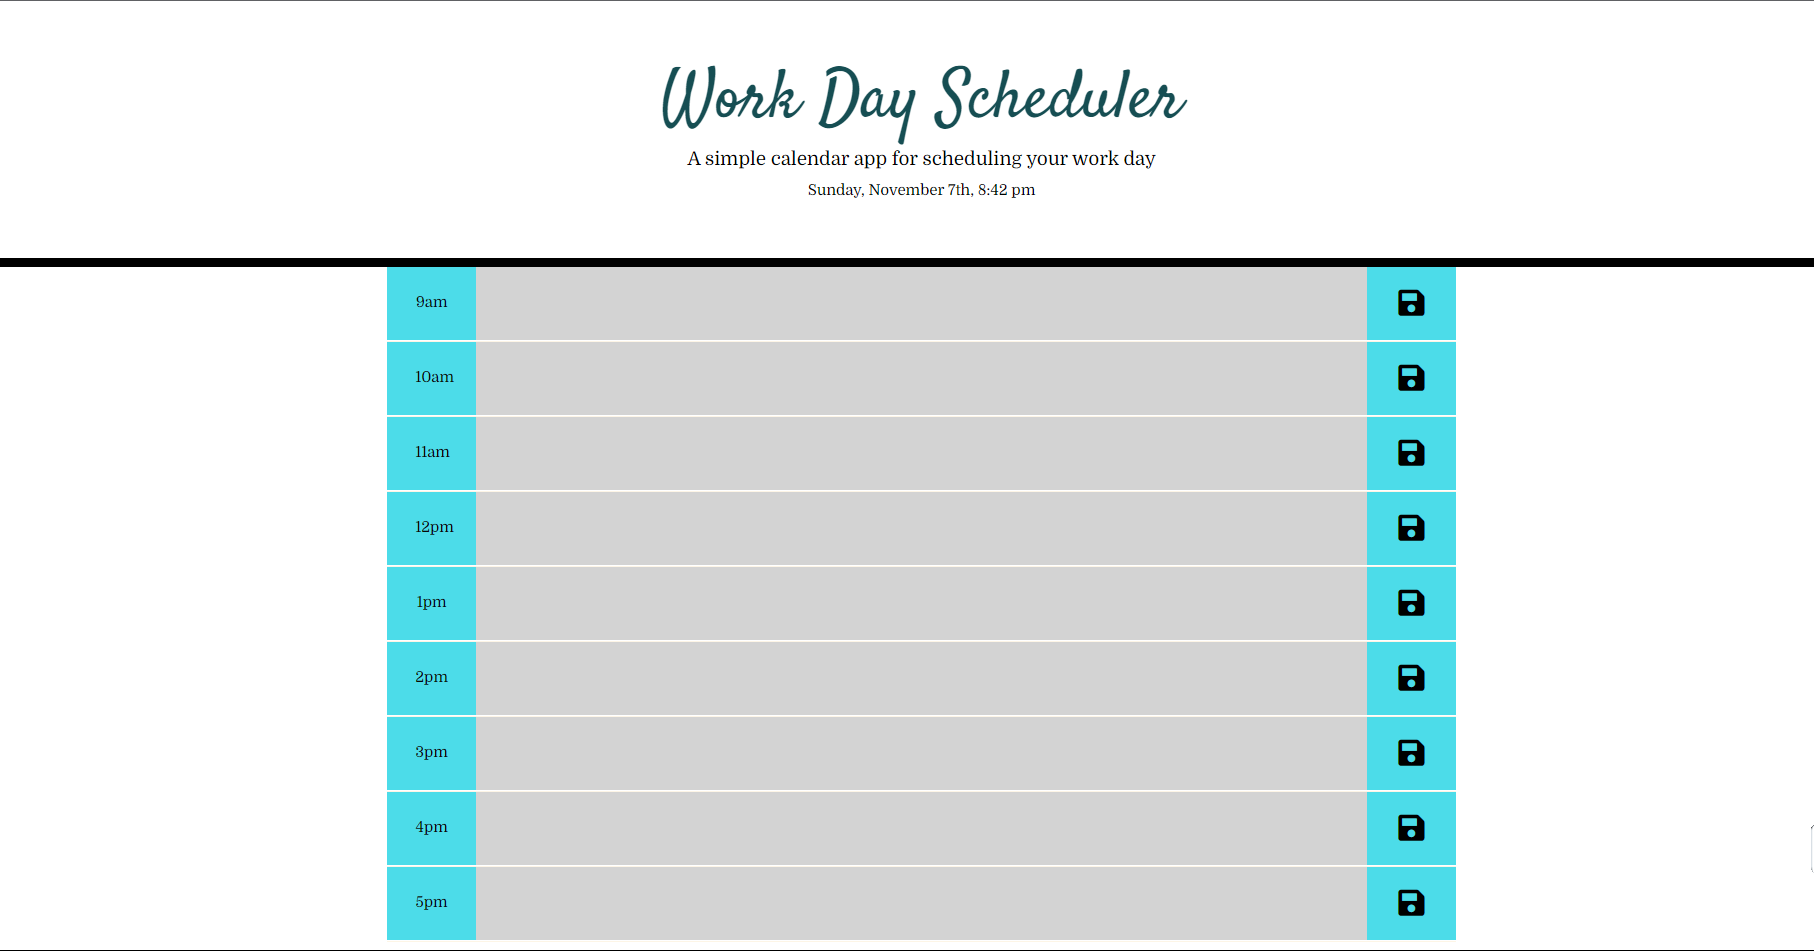 Work Day Scheduler
A simple calendar app for scheduling your work day
Sunday, November 7th, 8:42 pm
9am
10am
11am
12pm
1pm
2pm
3pm
4pm
5pm